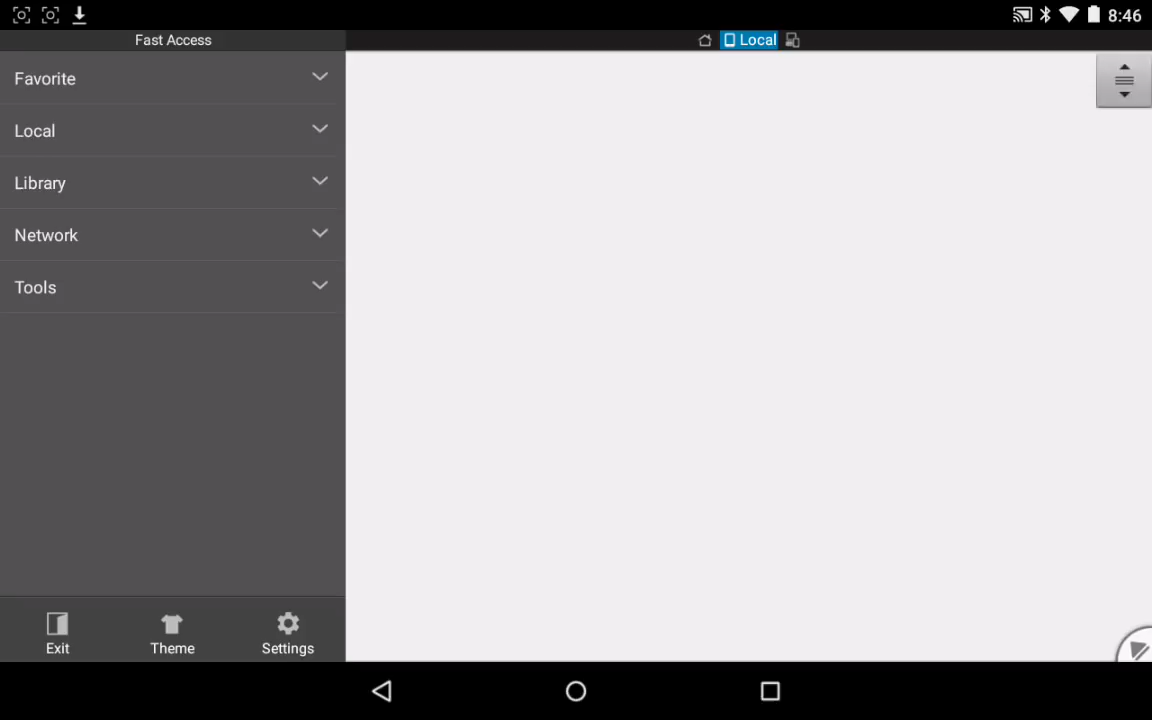 8:46
Fast Access
Local
Favorite
Local
Library
Network
Tools
Exit
Theme
Settings